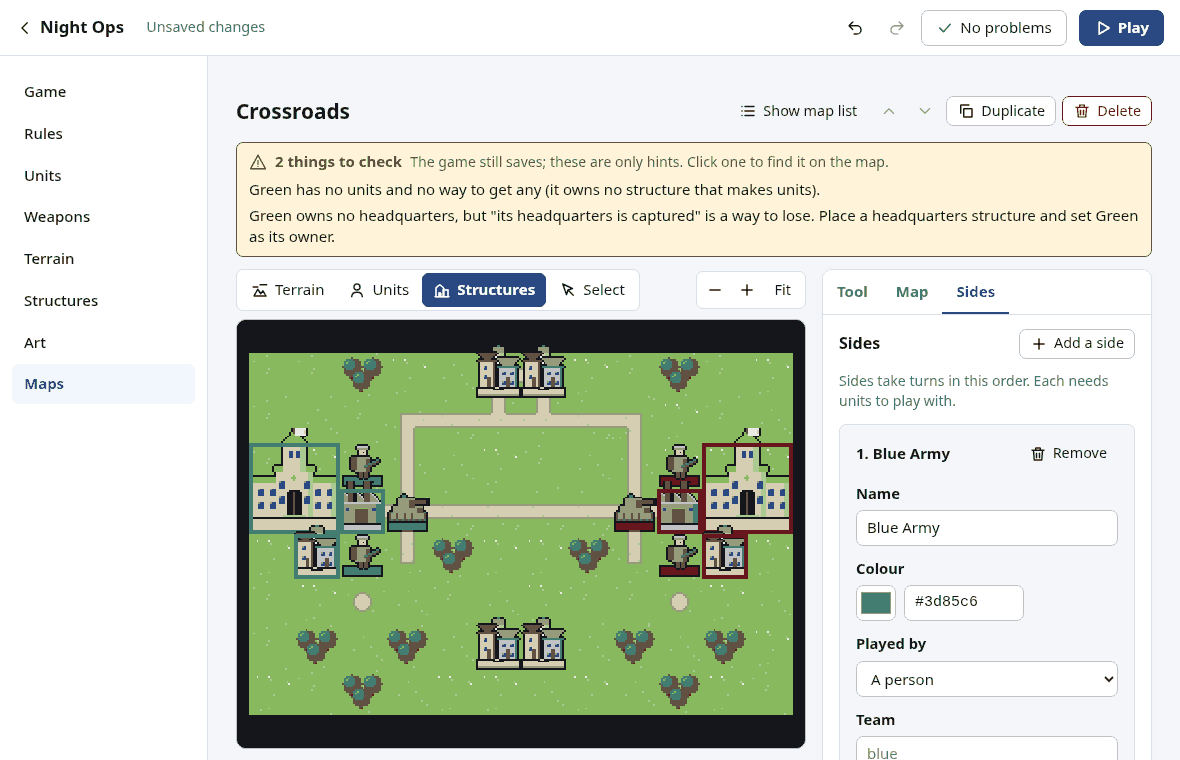 Night Ops
Unsaved changes
No problems
Play
Game
Rules
Units
Weapons
Terrain
Structures
Art
Maps
Crossroads
Show map list
Duplicate
Delete
2 things to check The game still saves; these are only hints. Click one to find it on the map.
Green has no units and no way to get any (it owns no structure that makes units).
Green owns no headquarters, but "its headquarters is captured" is a way to lose. Place a headquarters structure and set Green
as its owner.
Terrain
Units
Structures
Select
Fit
Tool
Map
Sides
Sides
Add a side
Sides take turns in this order. Each needs
units to play with.
1. Blue Army
Remove
Name
Blue Army
Colour
#3d85c6
Played by
A person
Team
blue